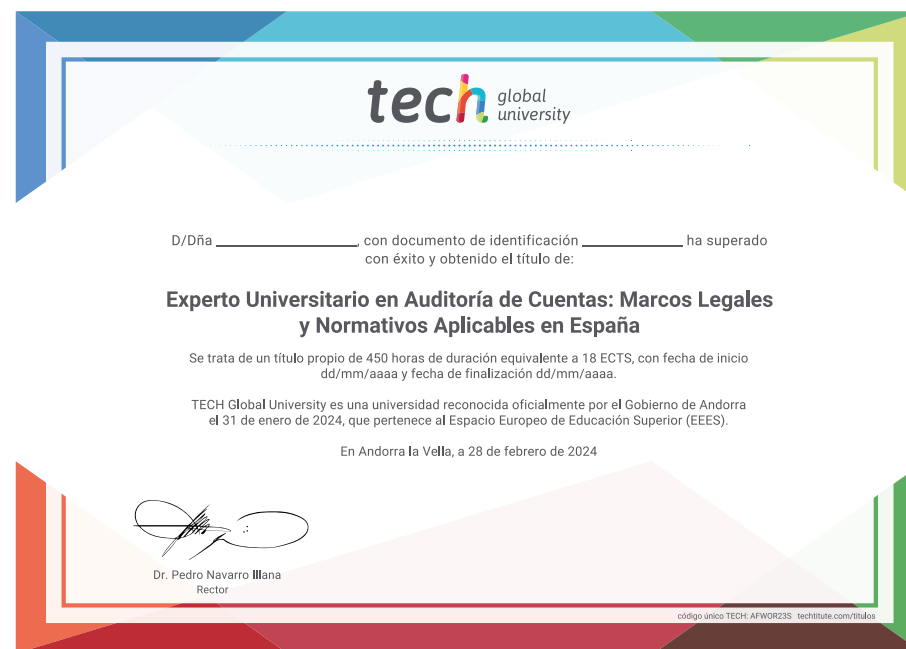 tech global university
D/Dña ____________________, con documento de identificación ______________ ha superado
con éxito y obtenido el título de:
Experto Universitario en Auditoría de Cuentas: Marcos Legales
y Normativos Aplicables en España
Se trata de un título propio de 450 horas de duración equivalente a 18 ECTS, con fecha de inicio
dd/mm/aaaa y fecha de finalización dd/mm/aaaa.
TECH Global University es una universidad reconocida oficialmente por el Gobierno de Andorra
el 31 de enero de 2024, que pertenece al Espacio Europeo de Educación Superior (EEES).
En Andorra la Vella, a 28 de febrero de 2024
Dr. Pedro Navarro Illana
Rector
código único TECH: AFWOR23S techtitute.com/titulos